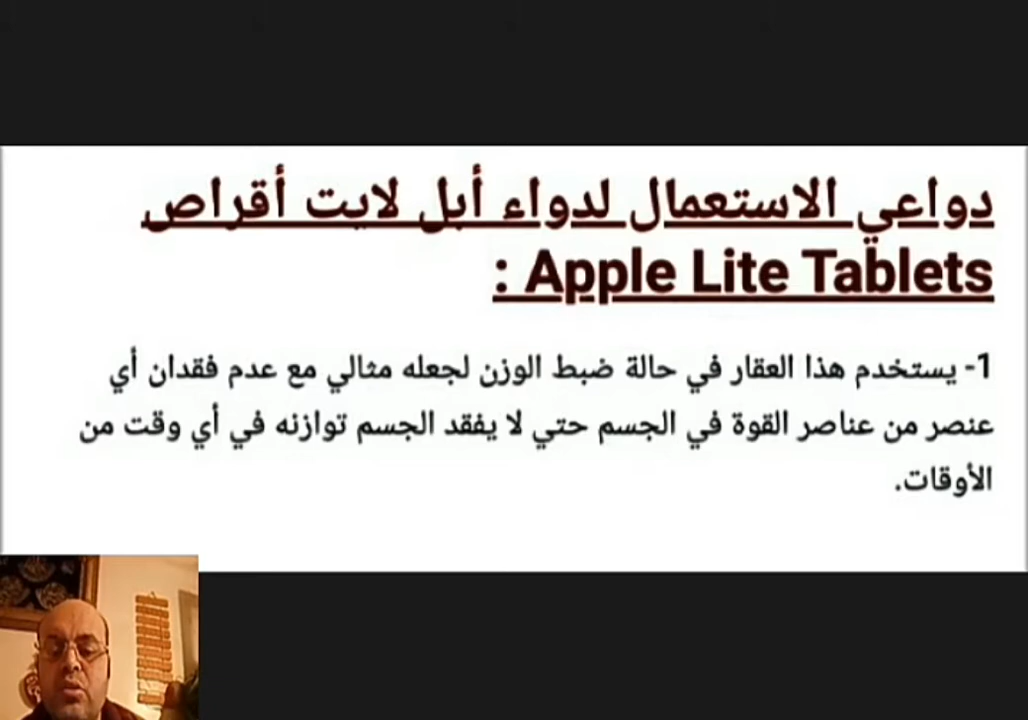 دواعي الاستعمال لدواء أبل لايت أقراص
Apple Lite Tablets :
1- يستخدم هذا العقار في حالة ضبط الوزن لجعله مثالي مع عدم فقدان أي
عنصر من عناصر القوة في الجسم حتي لا يفقد الجسم توازنه في أي وقت من
الأوقات.